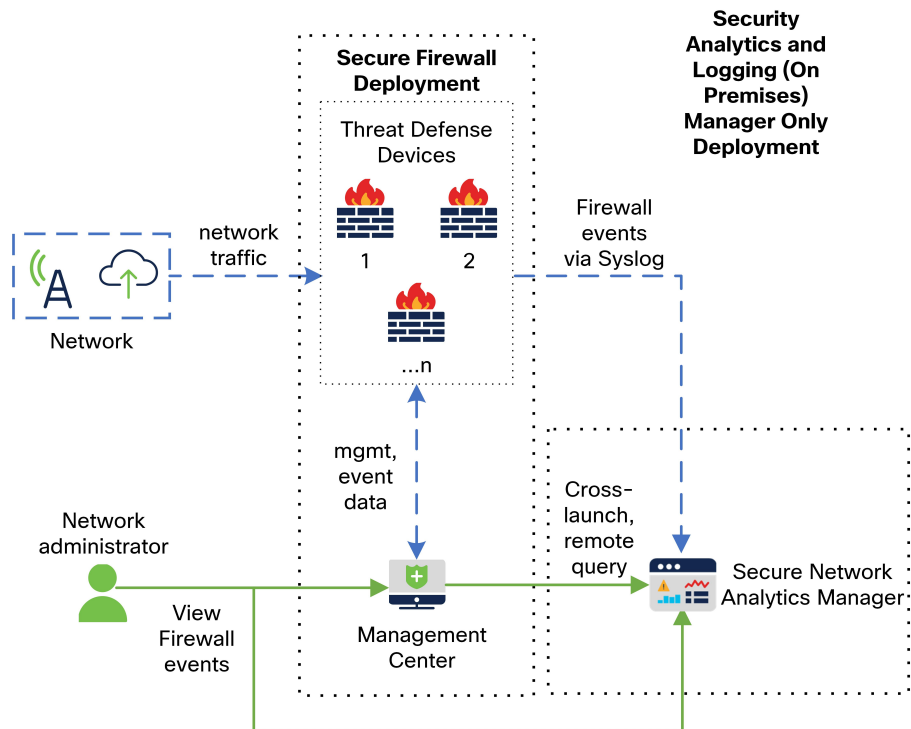 Security
Analytics and
Logging (On
Premises)
Manager Only
Deployment
Secure Firewall
Deployment
Threat Defense
Devices
1
2
...n
network
traffic
Network
Firewall
events
via Syslog
mgmt,
event
data
Cross-
launch,
remote
query
Network
administrator
View
Firewall
events
Management
Center
Secure Network
Analytics Manager